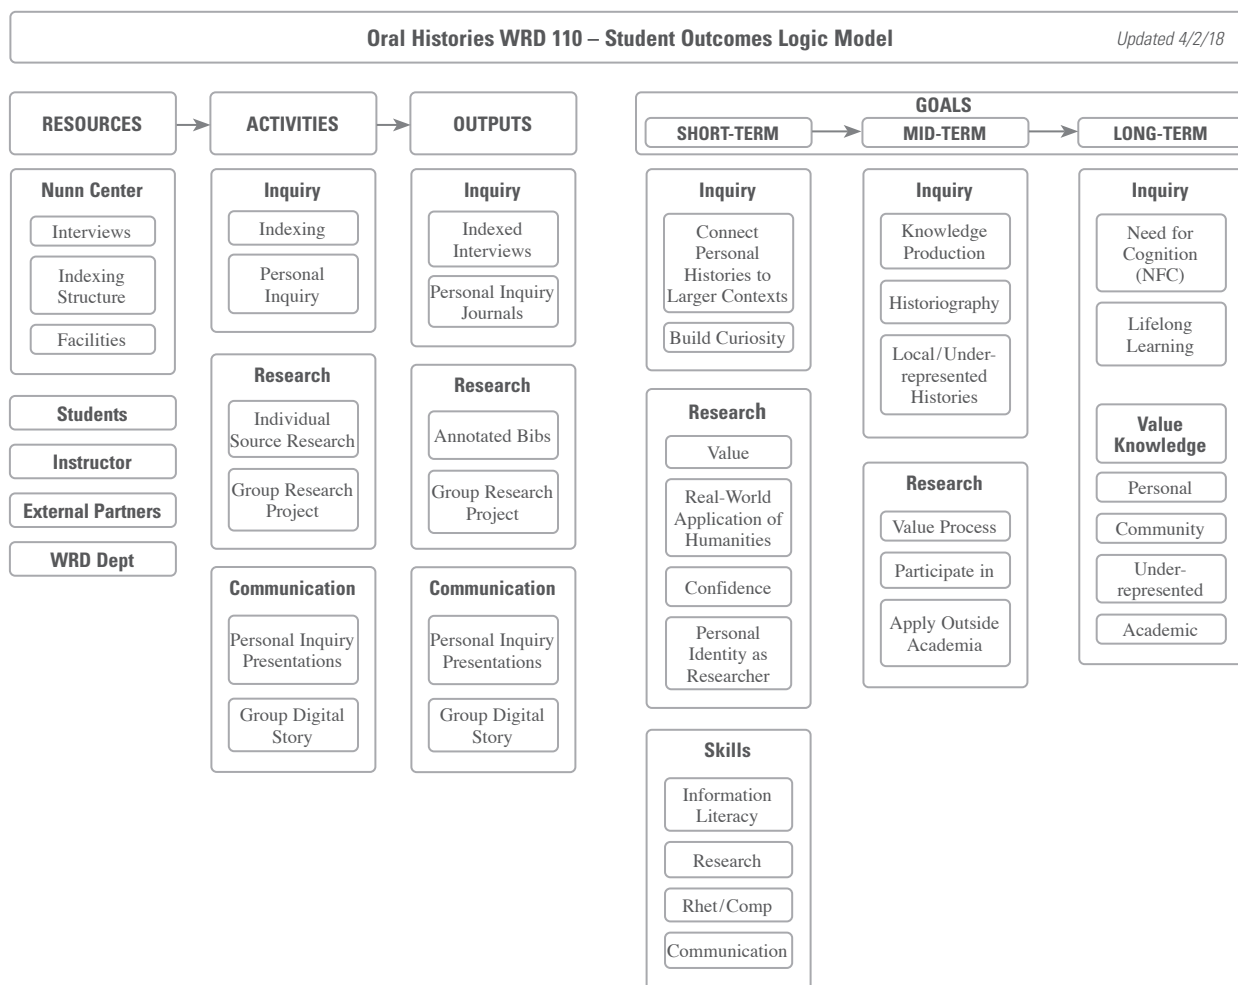 Oral Histories WRD 110 – Student Outcomes Logic Model
Updated 4/2/18
RESOURCES
ACTIVITIES
OUTPUTS
GOALS
SHORT-TERM
MID-TERM
LONG-TERM
Nunn Center
Interviews
Indexing
Structure
Facilities
Students
Instructor
External Partners
WRD Dept
Inquiry
Indexing
Personal
Inquiry
Research
Individual
Source Research
Group Research
Project
Communication
Personal Inquiry
Presentations
Group Digital
Story
Inquiry
Indexed
Interviews
Personal Inquiry
Journals
Research
Annotated Bibs
Group Research
Project
Communication
Personal Inquiry
Presentations
Group Digital
Story
Inquiry
Connect
Personal
Histories to
Larger Contexts
Build Curiosity
Research
Value
Real-World
Application of
Humanities
Confidence
Personal
Identity as
Researcher
Skills
Information
Literacy
Research
Rhet/Comp
Communication
Inquiry
Knowledge
Production
Historiography
Local/Under-
represented
Histories
Research
Value Process
Participate in
Apply Outside
Academia
Inquiry
Need for
Cognition
(NFC)
Lifelong
Learning
Value
Knowledge
Personal
Community
Under-
represented
Academic